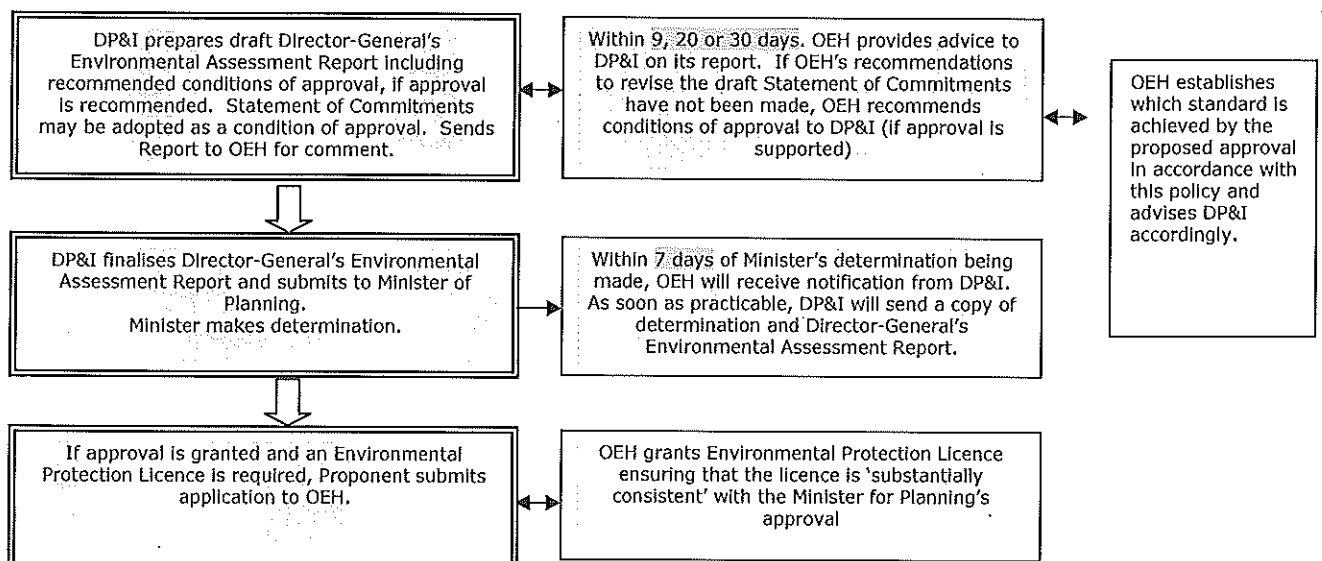 DP&I prepares draft Director-General's
Environmental Assessment Report including
recommended conditions of approval, if approval
is recommended. Statement of Commitments
may be adopted as a condition of approval. Sends
Report to OEH for comment.
Within 9, 20 or 30 days. OEH provides advice to
DP&I on its report. If OEH's recommendations
to revise the draft Statement of Commitments
have not been made, OEH recommends
conditions of approval to DP&I (if approval is
supported)
OEH establishes
which standard is
achieved by the
proposed approval
in accordance with
this policy and
advises DP&I
accordingly.
DP&I finalises Director-General's Environmental
Assessment Report and submits to Minister of
Planning.
Minister makes determination.
Within 7 days of Minister's determination being
made, OEH will receive notification from DP&I.
As soon as practicable, DP&I will send a copy of
determination and Director-General's
Environmental Assessment Report.
If approval is granted and an Environmental
Protection Licence is required, Proponent submits
application to OEH.
OEH grants Environmental Protection Licence
ensuring that the licence is 'substantially
consistent' with the Minister for Planning's
approval